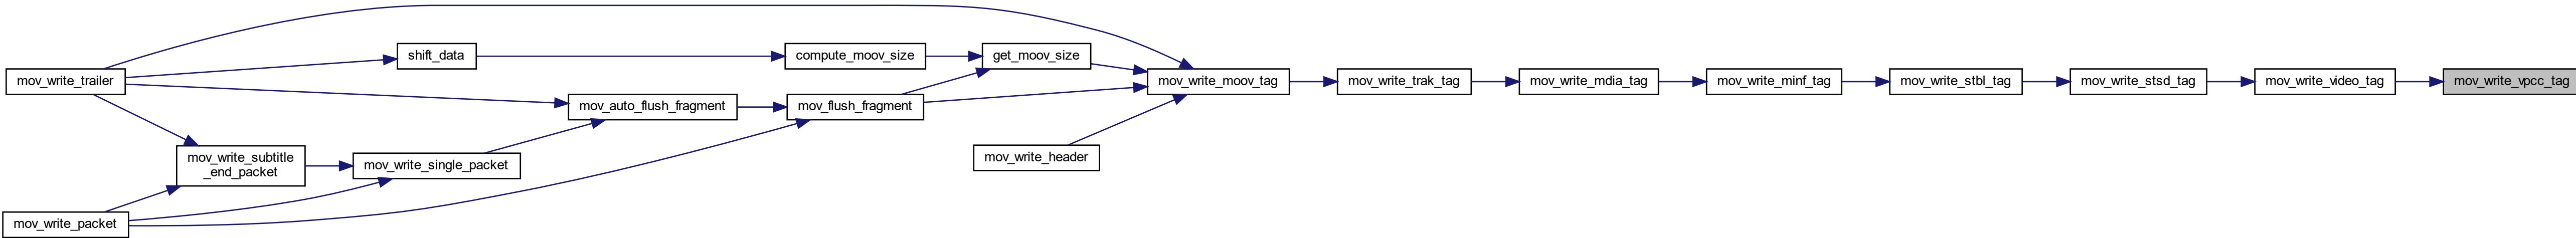 mov_write_trailer
shift_data
compute_moov_size
get_moov_size
mov_write_moov_tag
mov_write_trak_tag
mov_write_mdia_tag
mov_write_minf_tag
mov_write_stbl_tag
mov_write_stsd_tag
mov_write_video_tag
mov_write_vpcc_tag
mov_auto_flush_fragment
mov_flush_fragment
mov_write_header
mov_write_subtitle
_end_packet
mov_write_single_packet
mov_write_packet